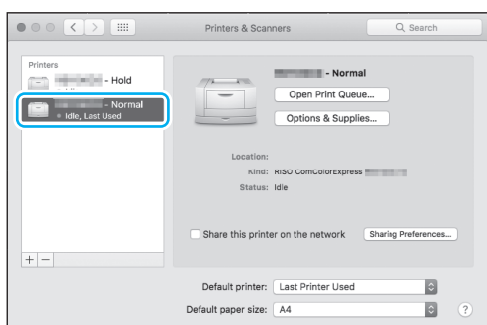 Printers & Scanners
Search
Printers
- Hold
- Normal
Idle, Last Used
+ −
- Normal
Open Print Queue...
Options & Supplies...
Location:
Kind: RISO ComColorExpress
Status: Idle
Share this printer on the network
Sharing Preferences...
Default printer: Last Printer Used
Default paper size: A4
?